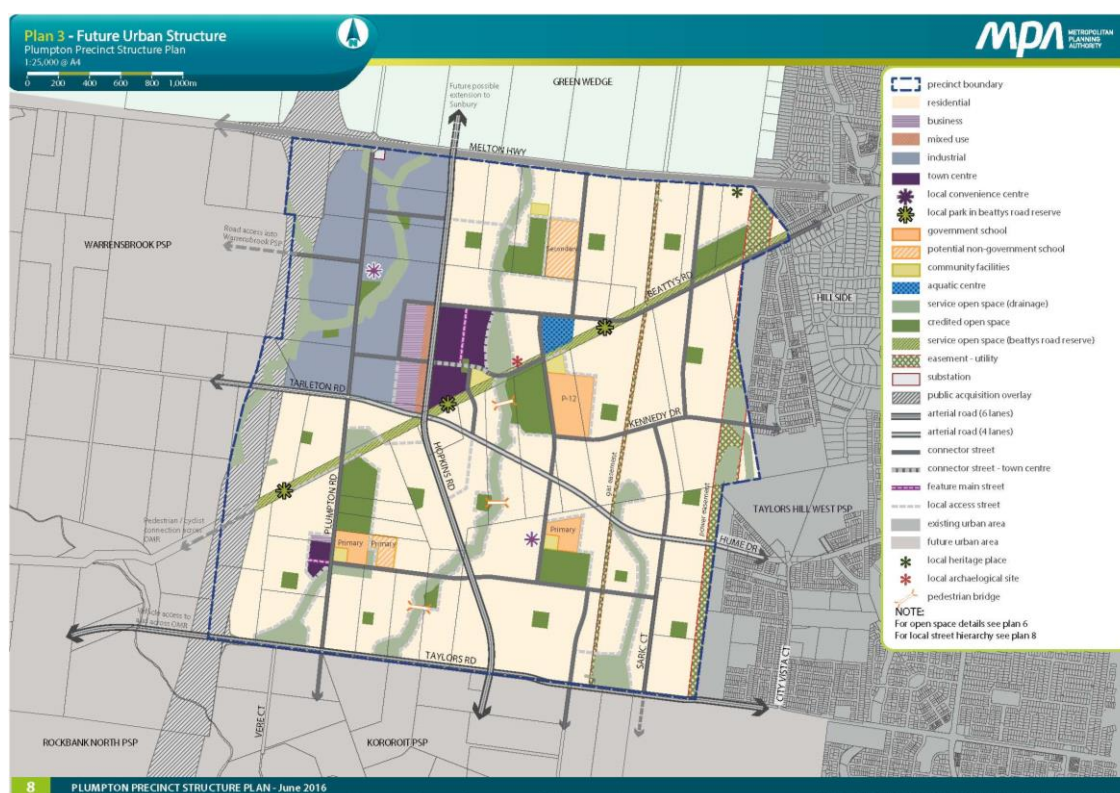 Plan 3 - Future Urban Structure
Plumpton Precinct Structure Plan
1:25,000 @ A4
0 200 400 600 800 1,000m
N
MPA METROPOLITAN
PLANNING
AUTHORITY
GREEN WEDGE
Future possible
extension to
Sunbury
MELTON HWY
WARRENSBROOK PSP
Road access into
Warrensbrook PSP
Secondary
BEATTYS RD
HILLSIDE
TARLETON RD
P-12
KENNEDY DR
HOPKINS RD
PLUMPTON RD
gas easement
power easement
TAYLORS HILL WEST PSP
Pedestrian / cyclist
connection across
OMR
Primary
Primary
Primary
HUME DR
Vehicle access to
and across OMR
TAYLORS RD
SARIC CT
CITY VISTA CT
VERE CT
ROCKBANK NORTH PSP
KOROROIT PSP
precinct boundary
residential
business
mixed use
industrial
town centre
local convenience centre
local park in beattys road reserve
government school
potential non-government school
community facilities
aquatic centre
service open space (drainage)
credited open space
service open space (beattys road reserve)
easement - utility
substation
public acquisition overlay
arterial road (6 lanes)
arterial road (4 lanes)
connector street
connector street - town centre
feature main street
local access street
existing urban area
future urban area
local heritage place
local archaelogical site
pedestrian bridge
NOTE:
For open space details see plan 6
For local street hierarchy see plan 8
8 PLUMPTON PRECINCT STRUCTURE PLAN - June 2016